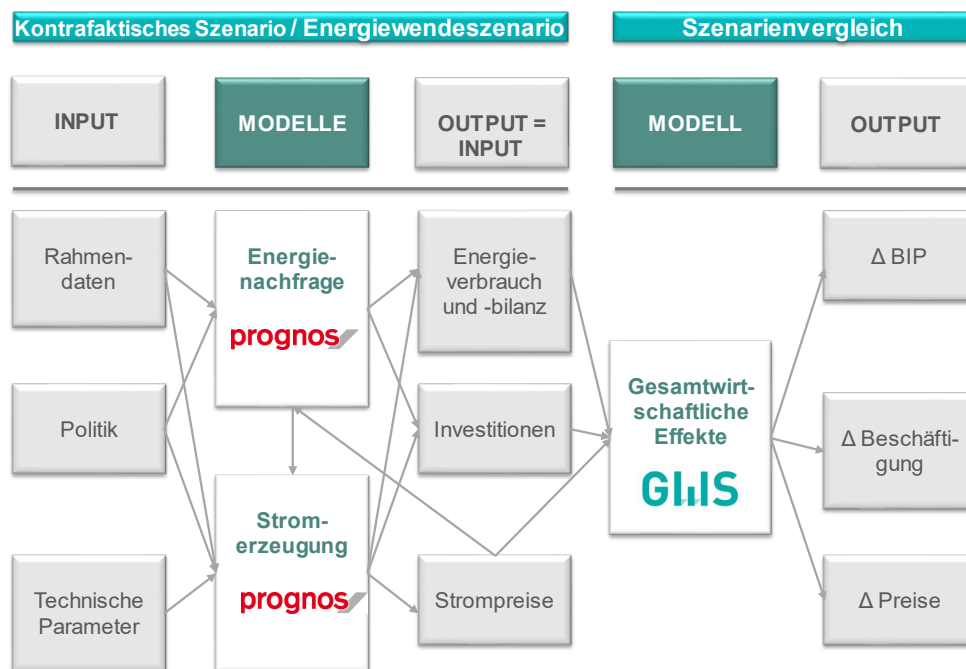 Kontrafaktisches Szenario / Energiewendeszenario
Szenarienvergleich
INPUT
MODELLE
OUTPUT =
INPUT
MODELL
OUTPUT
Rahmen-
daten
Energie-
nachfrage
prognos
Energie-
verbrauch
und -bilanz
Δ BIP
Politik
Investitionen
Gesamtwirt-
schaftliche
Effekte
GWS
Δ Beschäfti-
gung
Technische
Parameter
Strom-
erzeugung
prognos
Strompreise
Δ Preise